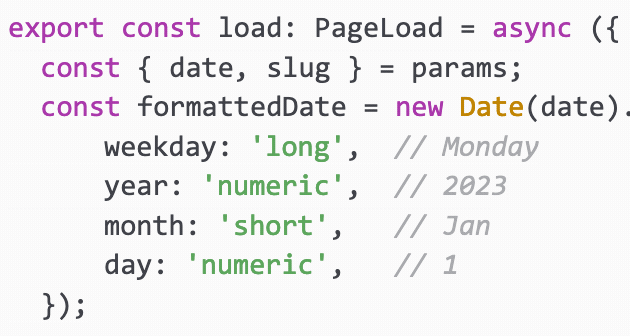 export const load: PageLoad = async ({
const { date, slug } = params;
const formattedDate = new Date(date).
weekday: 'long', // Monday
year: 'numeric', // 2023
month: 'short', // Jan
day: 'numeric', // 1
});